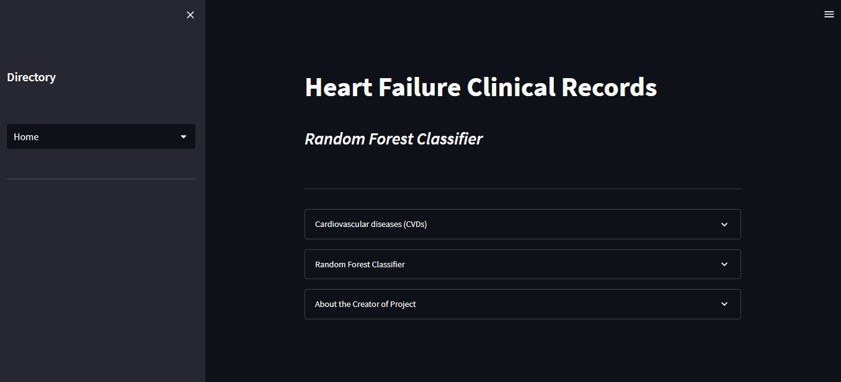 Directory
Home
Heart Failure Clinical Records
Random Forest Classifier
Cardiovascular diseases (CVDs)
Random Forest Classifier
About the Creator of Project